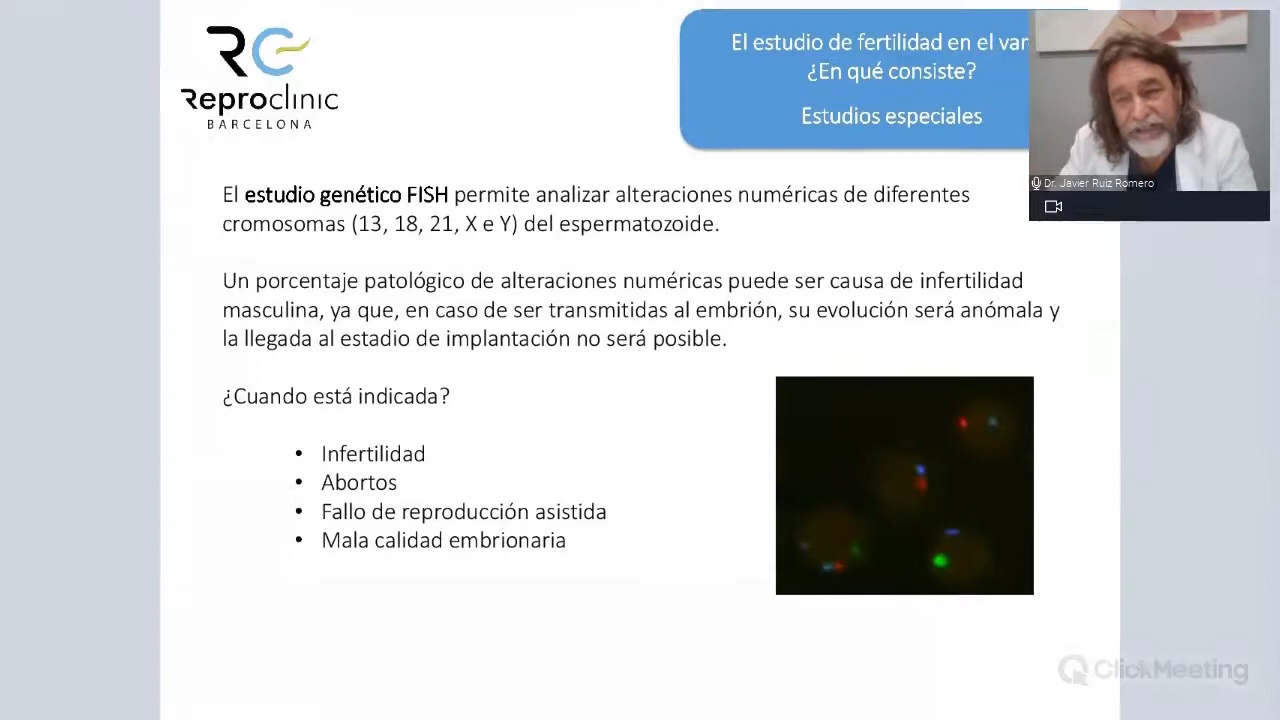 RC
Reproclinic
BARCELONA
El estudio de fertilidad en el
¿En qué consiste?
Estudios especiales
Dr. Javier Ruiz Romero
El estudio genético FISH permite analizar alteraciones numéricas de diferentes
cromosomas (13, 18, 21, X e Y) del espermatozoide.
Un porcentaje patológico de alteraciones numéricas puede ser causa de infertilidad
masculina, ya que, en caso de ser transmitidas al embrión, su evolución será anómala y
la llegada al estadio de implantación no será posible.
¿Cuando está indicada?
• Infertilidad
• Abortos
• Fallo de reproducción asistida
• Mala calidad embrionaria
ClickMeeting